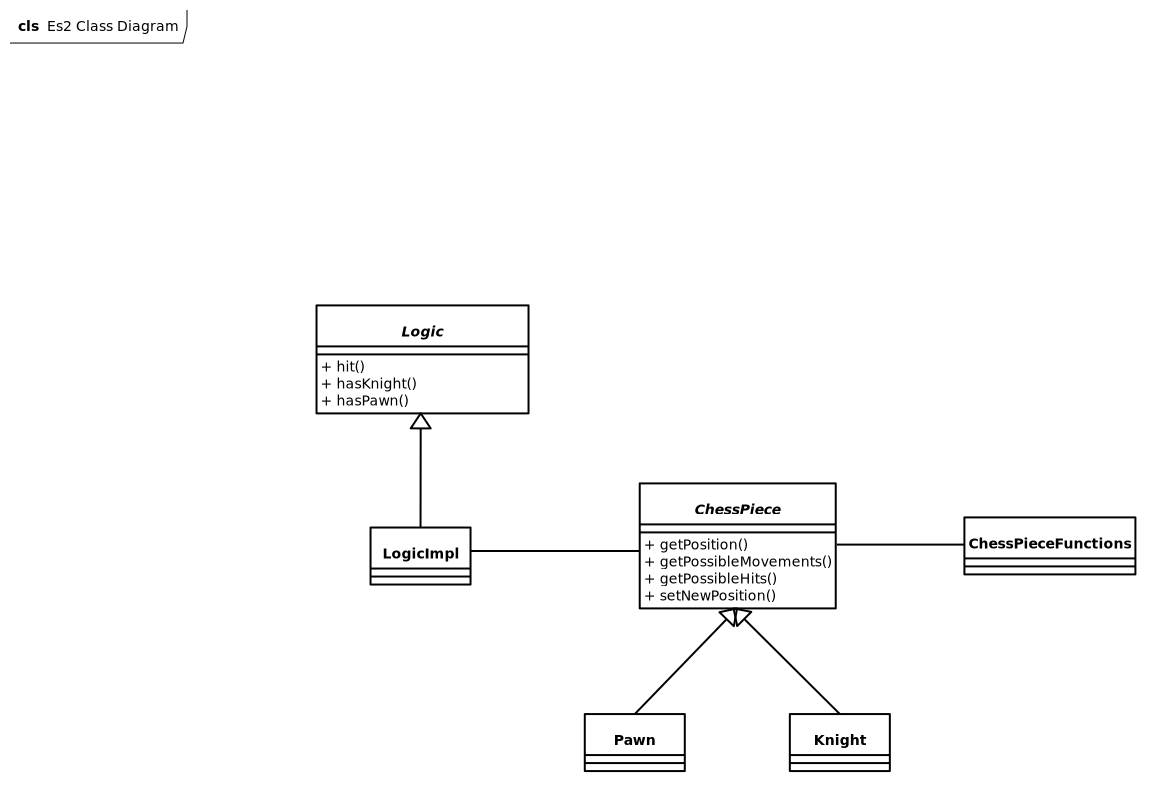 cls Es2 Class Diagram
Logic
+ hit()
+ hasKnight()
+ hasPawn()
ChessPiece
+ getPosition()
+ getPossibleMovements()
+ getPossibleHits()
+ setNewPosition()
LogicImpl
ChessPieceFunctions
Pawn
Knight